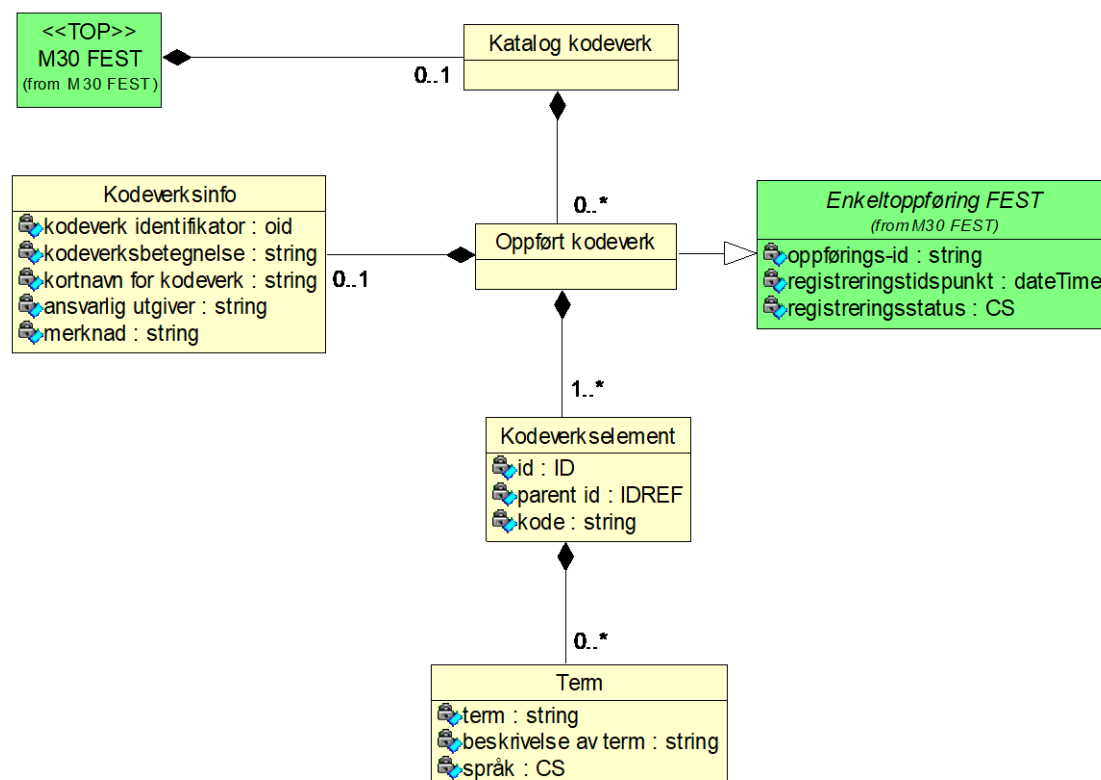 <<TOP>>
M30 FEST
(from M30 FEST)
Katalog kodeverk
0..1
Kodeverksinfo
kodeverk identifikator : oid
kodeverksbetegnelse : string
kortnavn for kodeverk : string
ansvarlig utgiver : string
merknad : string
0..1
0..*
Oppført kodeverk
Enkeltoppføring FEST
(from M30 FEST)
oppførings-id : string
registreringstidspunkt : dateTime
registreringsstatus : CS
1..*
Kodeverkselement
id : ID
parent id : IDREF
kode : string
0..*
Term
term : string
beskrivelse av term : string
språk : CS